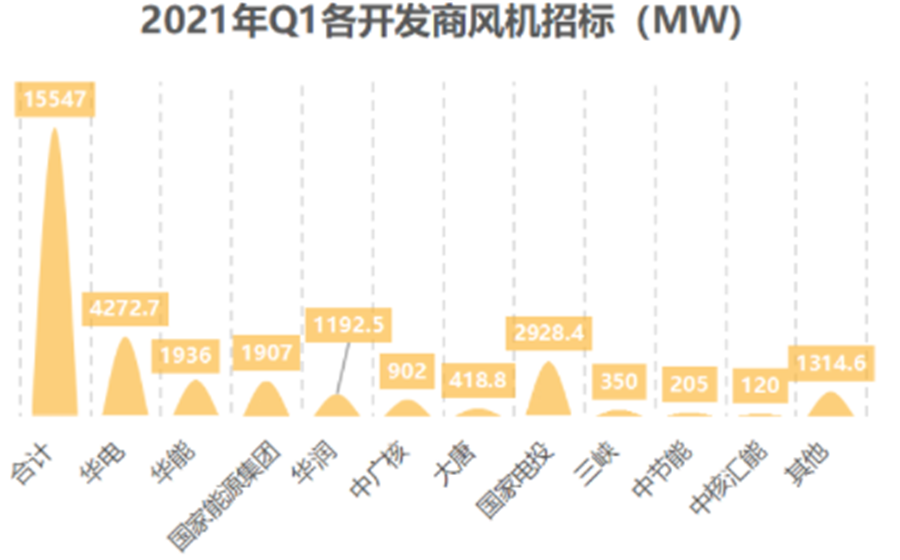 2021年Q1各开发商风机招标（MW）
15547
4272.7
1936
1907
1192.5
902
418.8
2928.4
350
205
120
1314.6
合计
华电
华能
国家能源集团
华润
中广核
大唐
国家电投
三峡
中节能
中核汇能
其他